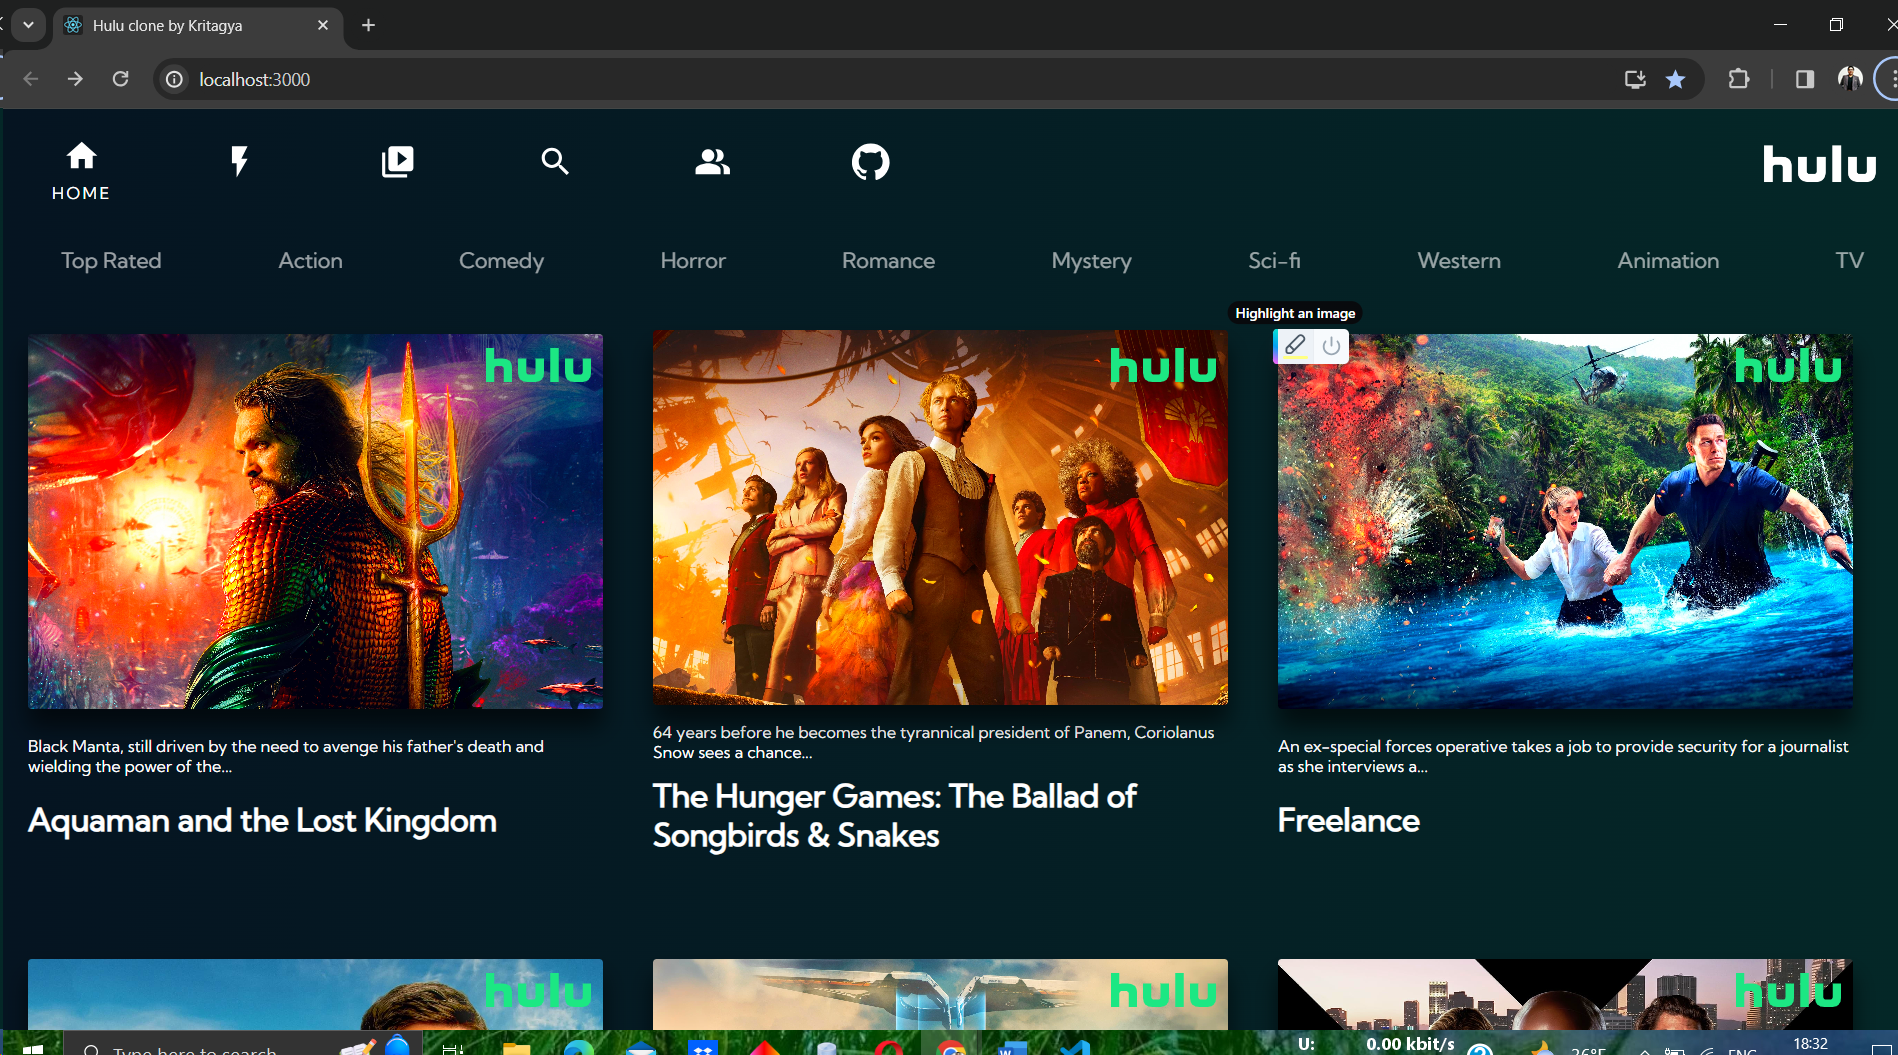 Hulu clone by Kritagya
localhost:3000
HOME
hulu
Top Rated
Action
Comedy
Horror
Romance
Mystery
Sci-fi
Western
Animation
TV
Highlight an image
hulu
hulu
hulu
Black Manta, still driven by the need to avenge his father's death and
wielding the power of the...
Aquaman and the Lost Kingdom
64 years before he becomes the tyrannical president of Panem, Coriolanus
Snow sees a chance...
The Hunger Games: The Ballad of
Songbirds & Snakes
An ex-special forces operative takes a job to provide security for a journalist
as she interviews a...
Freelance
hulu
hulu
hulu
Type here to search
U:
0.00 kbit/s
26°F
ENG
18:32